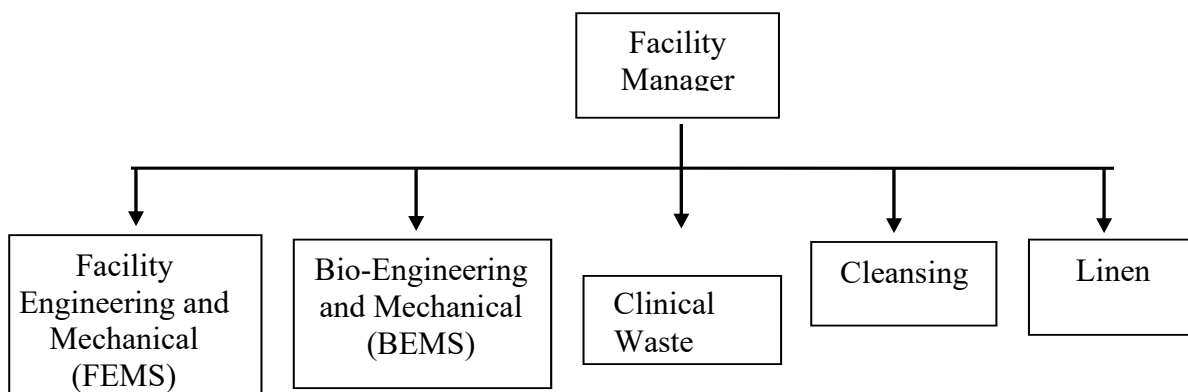 Facility
Manager
Facility
Engineering and
Mechanical
(FEMS)
Bio-Engineering
and Mechanical
(BEMS)
Clinical
Waste
Cleansing
Linen